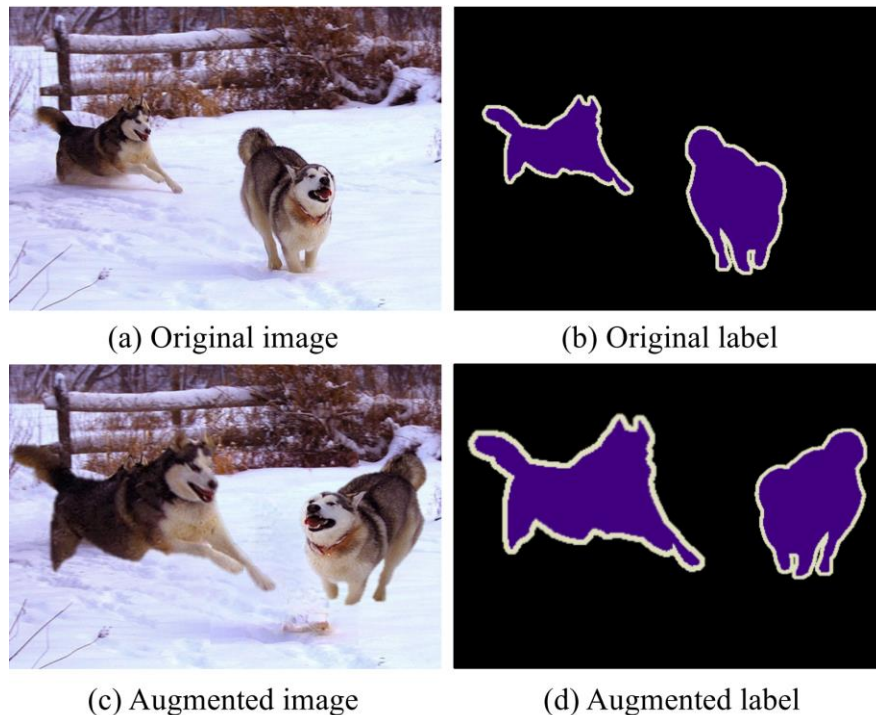 (a) Original image
(b) Original label
(c) Augmented image
(d) Augmented label